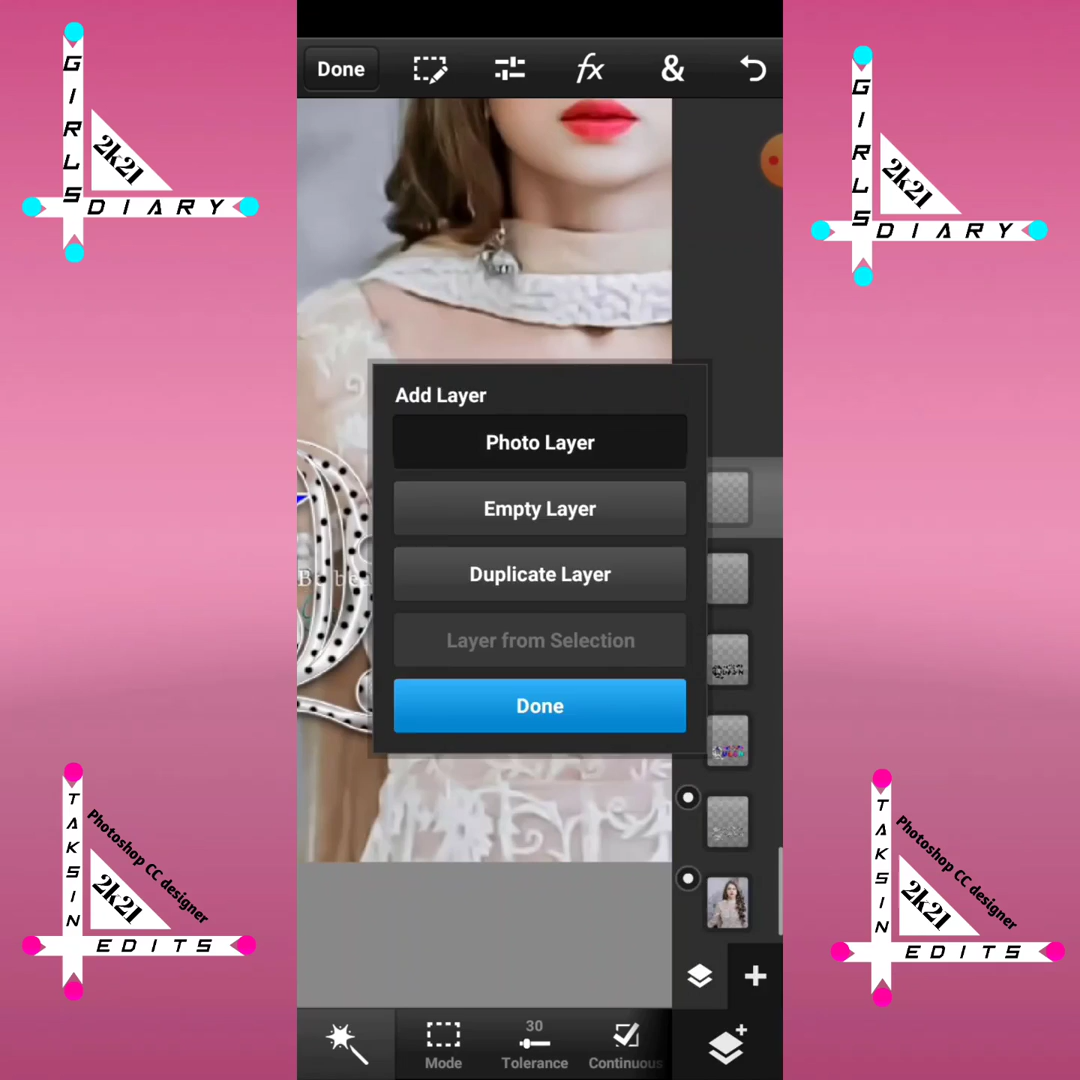 GIRLS
2k21
DIARY
Done
fx
&
GIRLS
2k21
DIARY
Add Layer
Photo Layer
Empty Layer
Duplicate Layer
Layer from Selection
Done
TAKSIN
Photoshop CC designer
2k21
EDITS
+
30
Mode
Tolerance
Continuous
TAKSIN
Photoshop CC designer
2k21
EDITS